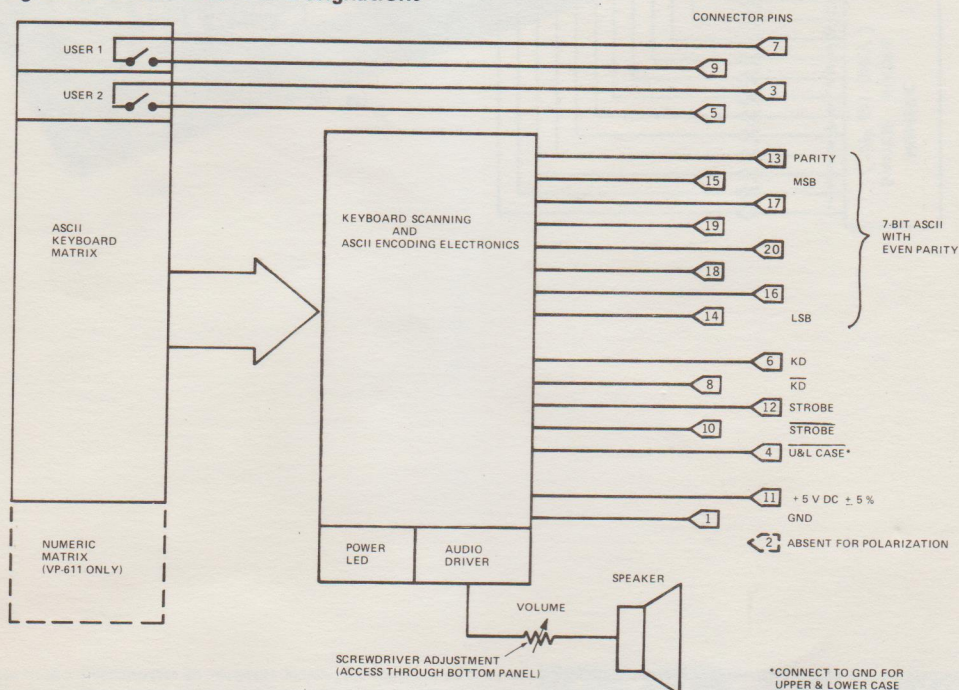 CONNECTOR PINS
USER 1
7
9
USER 2
3
5
13 PARITY
15 MSB
17
19
20
18
16
14 LSB
7-BIT ASCII
WITH
EVEN PARITY
ASCII
KEYBOARD
MATRIX
KEYBOARD SCANNING
AND
ASCII ENCODING ELECTRONICS
6 KD
8 K̅D̅
12 STROBE
10 S̅T̅R̅O̅B̅E̅
4 U̅&̅L̅ ̅C̅A̅S̅E̅*
11 +5 V DC ± 5%
1 GND
2 ABSENT FOR POLARIZATION
NUMERIC
MATRIX
(VP-611 ONLY)
POWER
LED
AUDIO
DRIVER
SPEAKER
VOLUME
SCREWDRIVER ADJUSTMENT
(ACCESS THROUGH BOTTOM PANEL)
*CONNECT TO GND FOR
UPPER & LOWER CASE